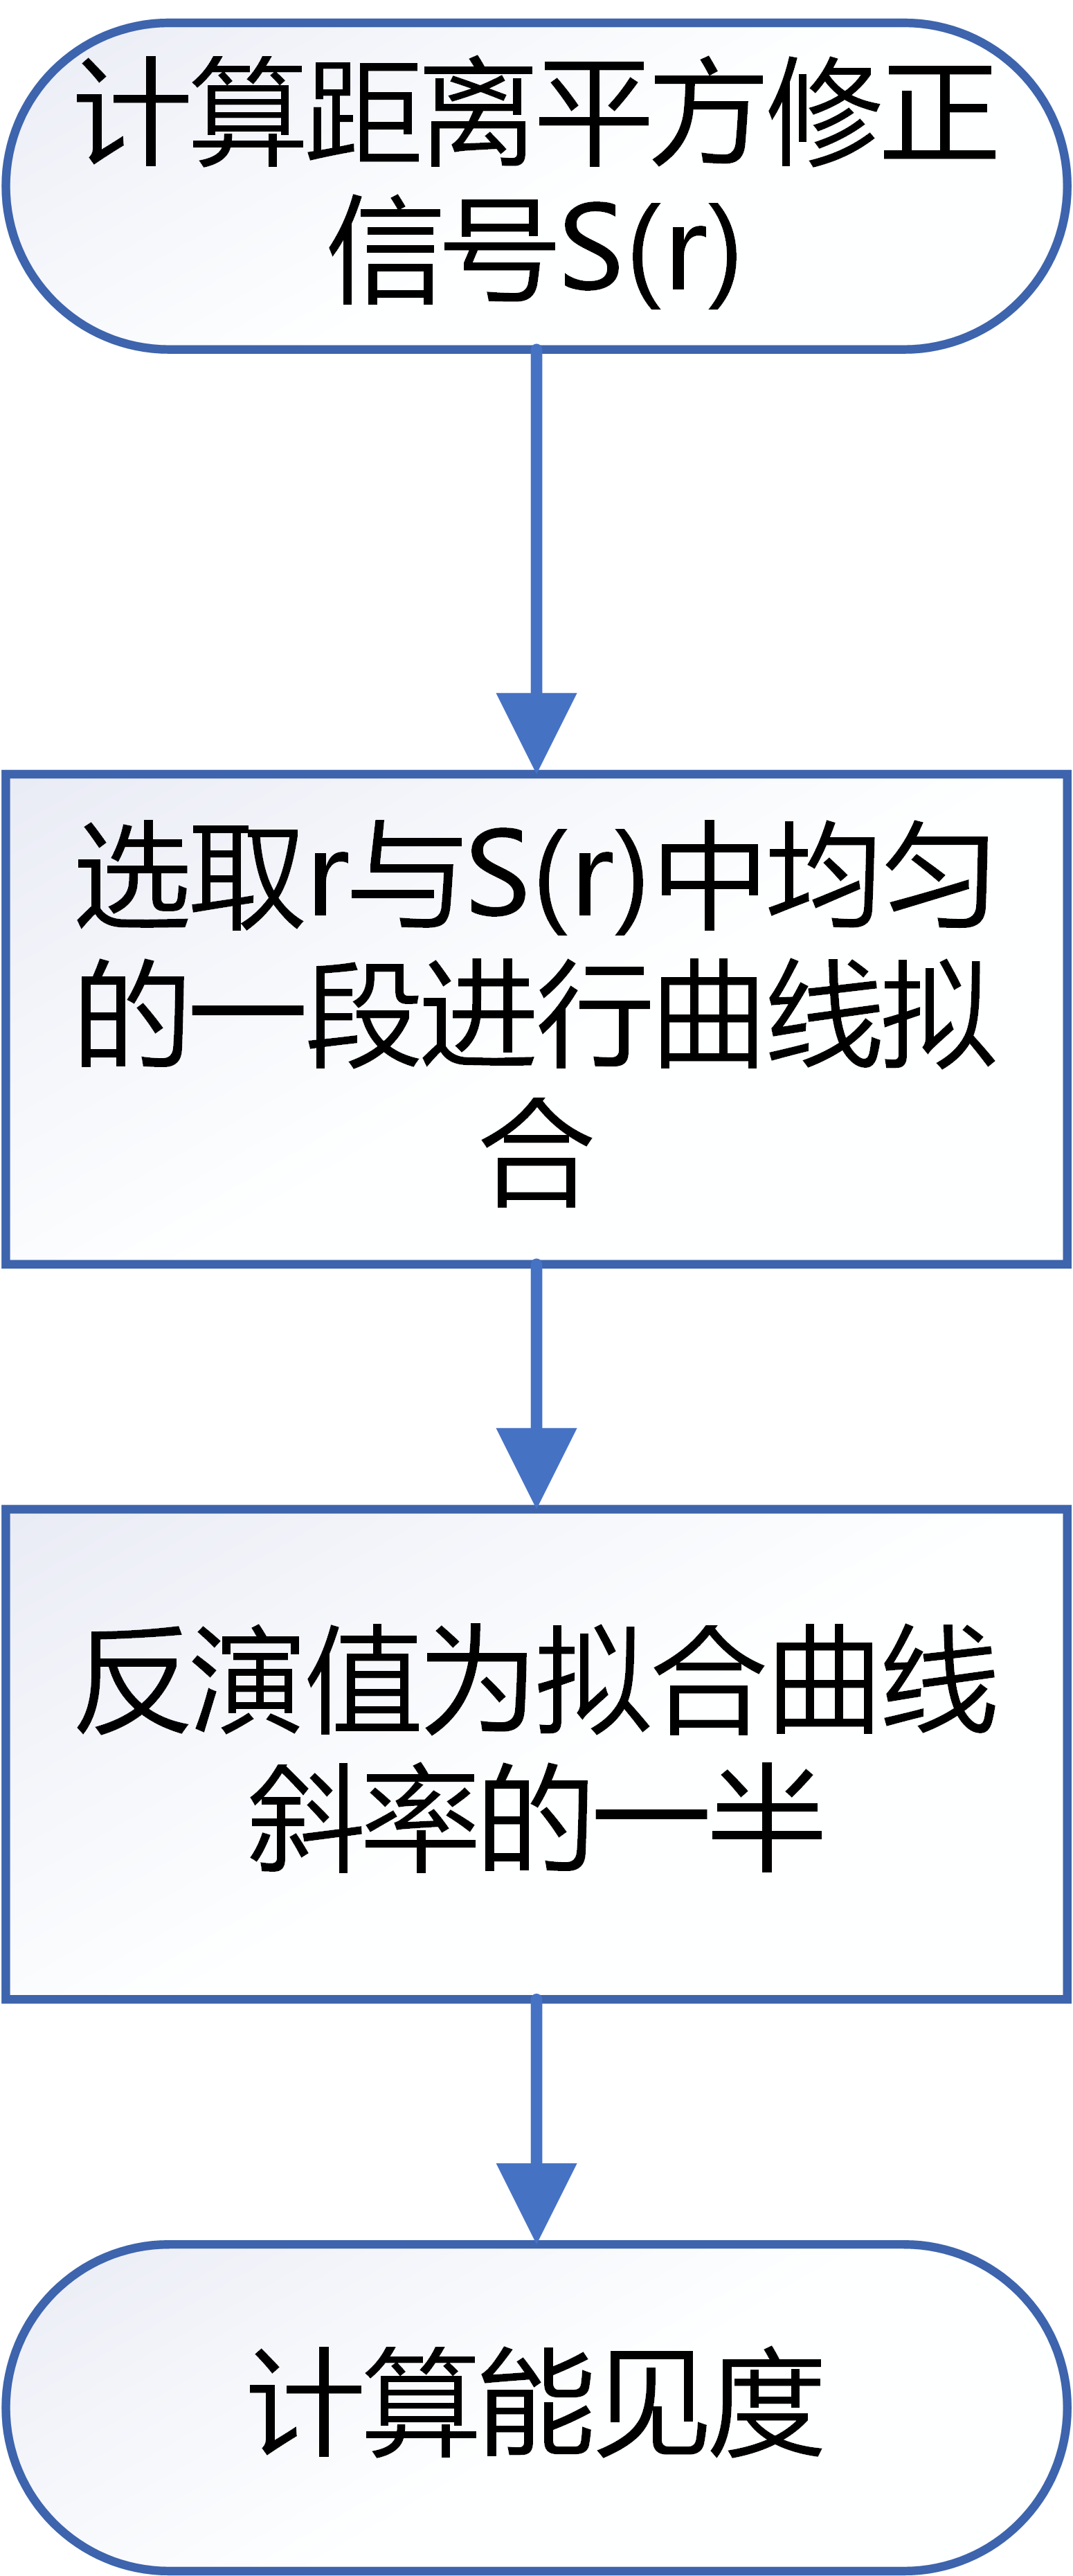 计算距离平方修正
信号S(r)
选取r与S(r)中均匀
的一段进行曲线拟
合
反演值为拟合曲线
斜率的一半
计算能见度